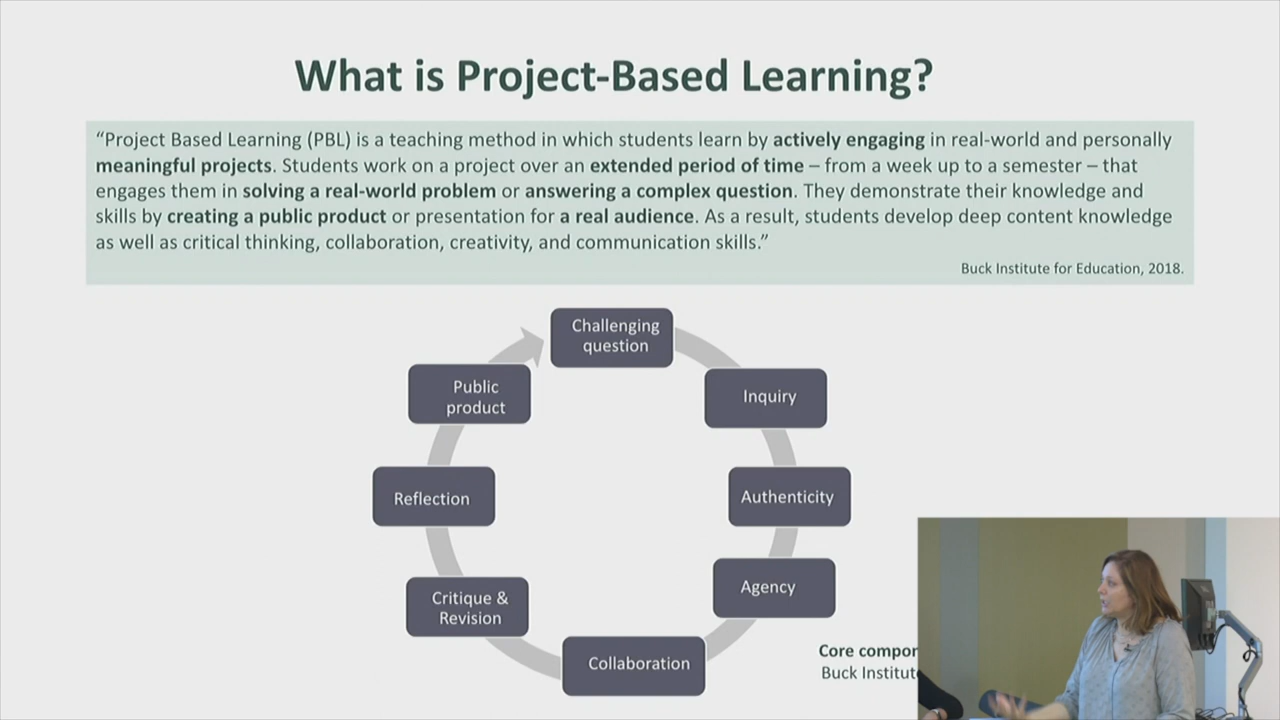 What is Project-Based Learning?
“Project Based Learning (PBL) is a teaching method in which students learn by actively engaging in real-world and personally
meaningful projects. Students work on a project over an extended period of time – from a week up to a semester – that
engages them in solving a real-world problem or answering a complex question. They demonstrate their knowledge and
skills by creating a public product or presentation for a real audience. As a result, students develop deep content knowledge
as well as critical thinking, collaboration, creativity, and communication skills.”
Buck Institute for Education, 2018.
Challenging
question
Inquiry
Authenticity
Agency
Collaboration
Critique &
Revision
Reflection
Public
product
Core
Buck